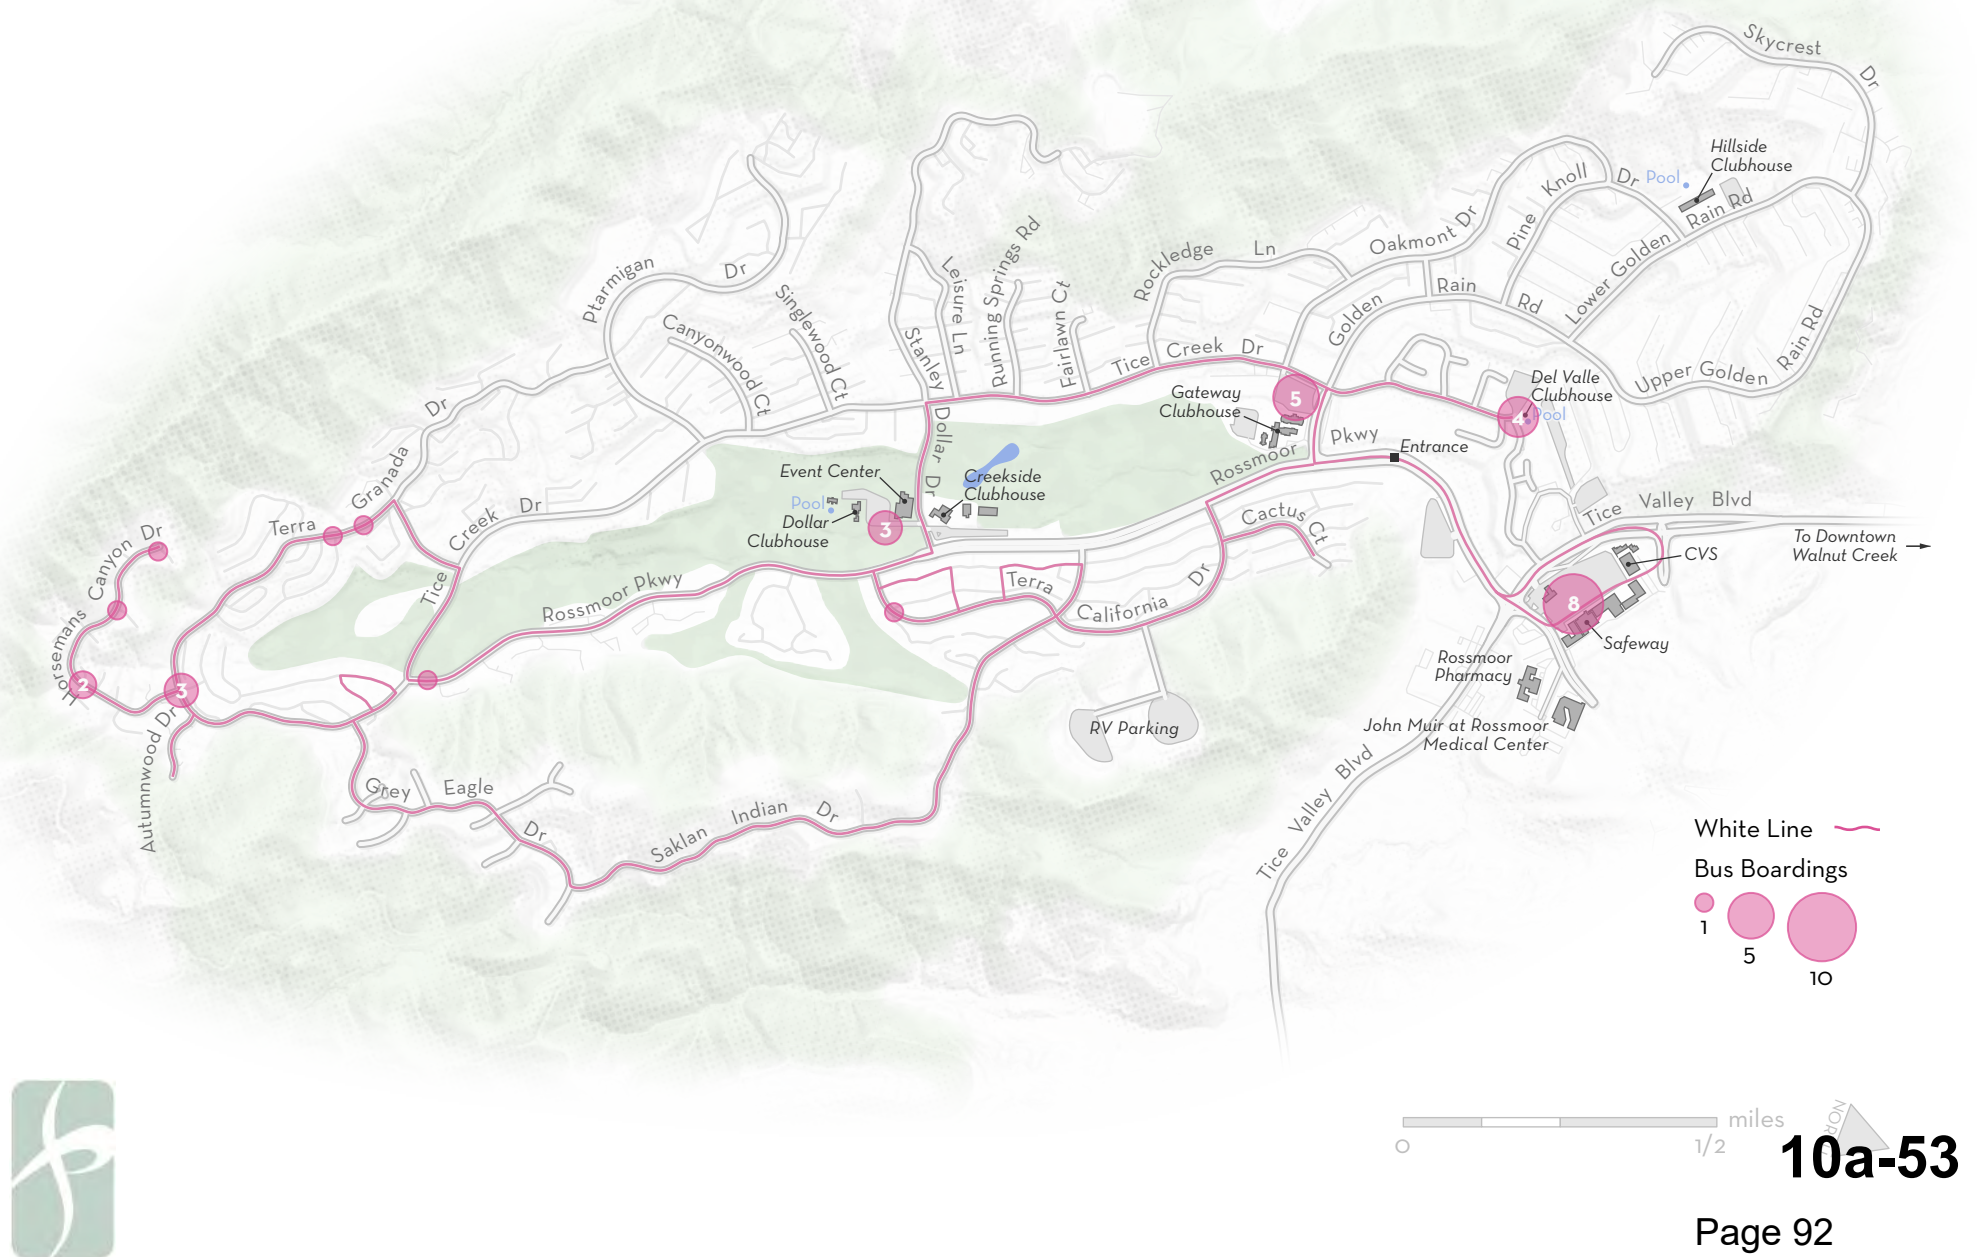 Skycrest
Dr
Hillside
Clubhouse
Pool
Knoll
Dr
Pine
Rain Rd
Lower Golden
Oakmont Dr
Rockledge
Ln
Running Springs Rd
Leisure Ln
Fairlawn Ct
Stanley
Ptarmigan
Dr
Singlewood Ct
Canyonwood Ct
Golden
Rain
Rd
Upper Golden
Rain Rd
Tice
Creek
Dr
Gateway
Clubhouse
5
Del Valle
Clubhouse
Pool
4
Rossmoor
Pkwy
Entrance
Dollar
Dr
Event Center
Pool
Dollar
Clubhouse
3
Creekside
Clubhouse
Dr
Granada
Terra
Creek
Dr
Tice
Canyon
Dr
Horsemans
2
3
Autumnwood Dr
Rossmoor Pkwy
Terra
California
Dr
Cactus
Ct
Tice
Valley
Blvd
To Downtown
Walnut Creek
CVS
8
Safeway
Rossmoor
Pharmacy
John Muir at Rossmoor
Medical Center
RV Parking
Grey
Eagle
Dr
Saklan
Indian
Dr
Tice
Valley
Blvd
White Line
Bus Boardings
1
5
10
miles
0
1/2
10a-53
Page 92